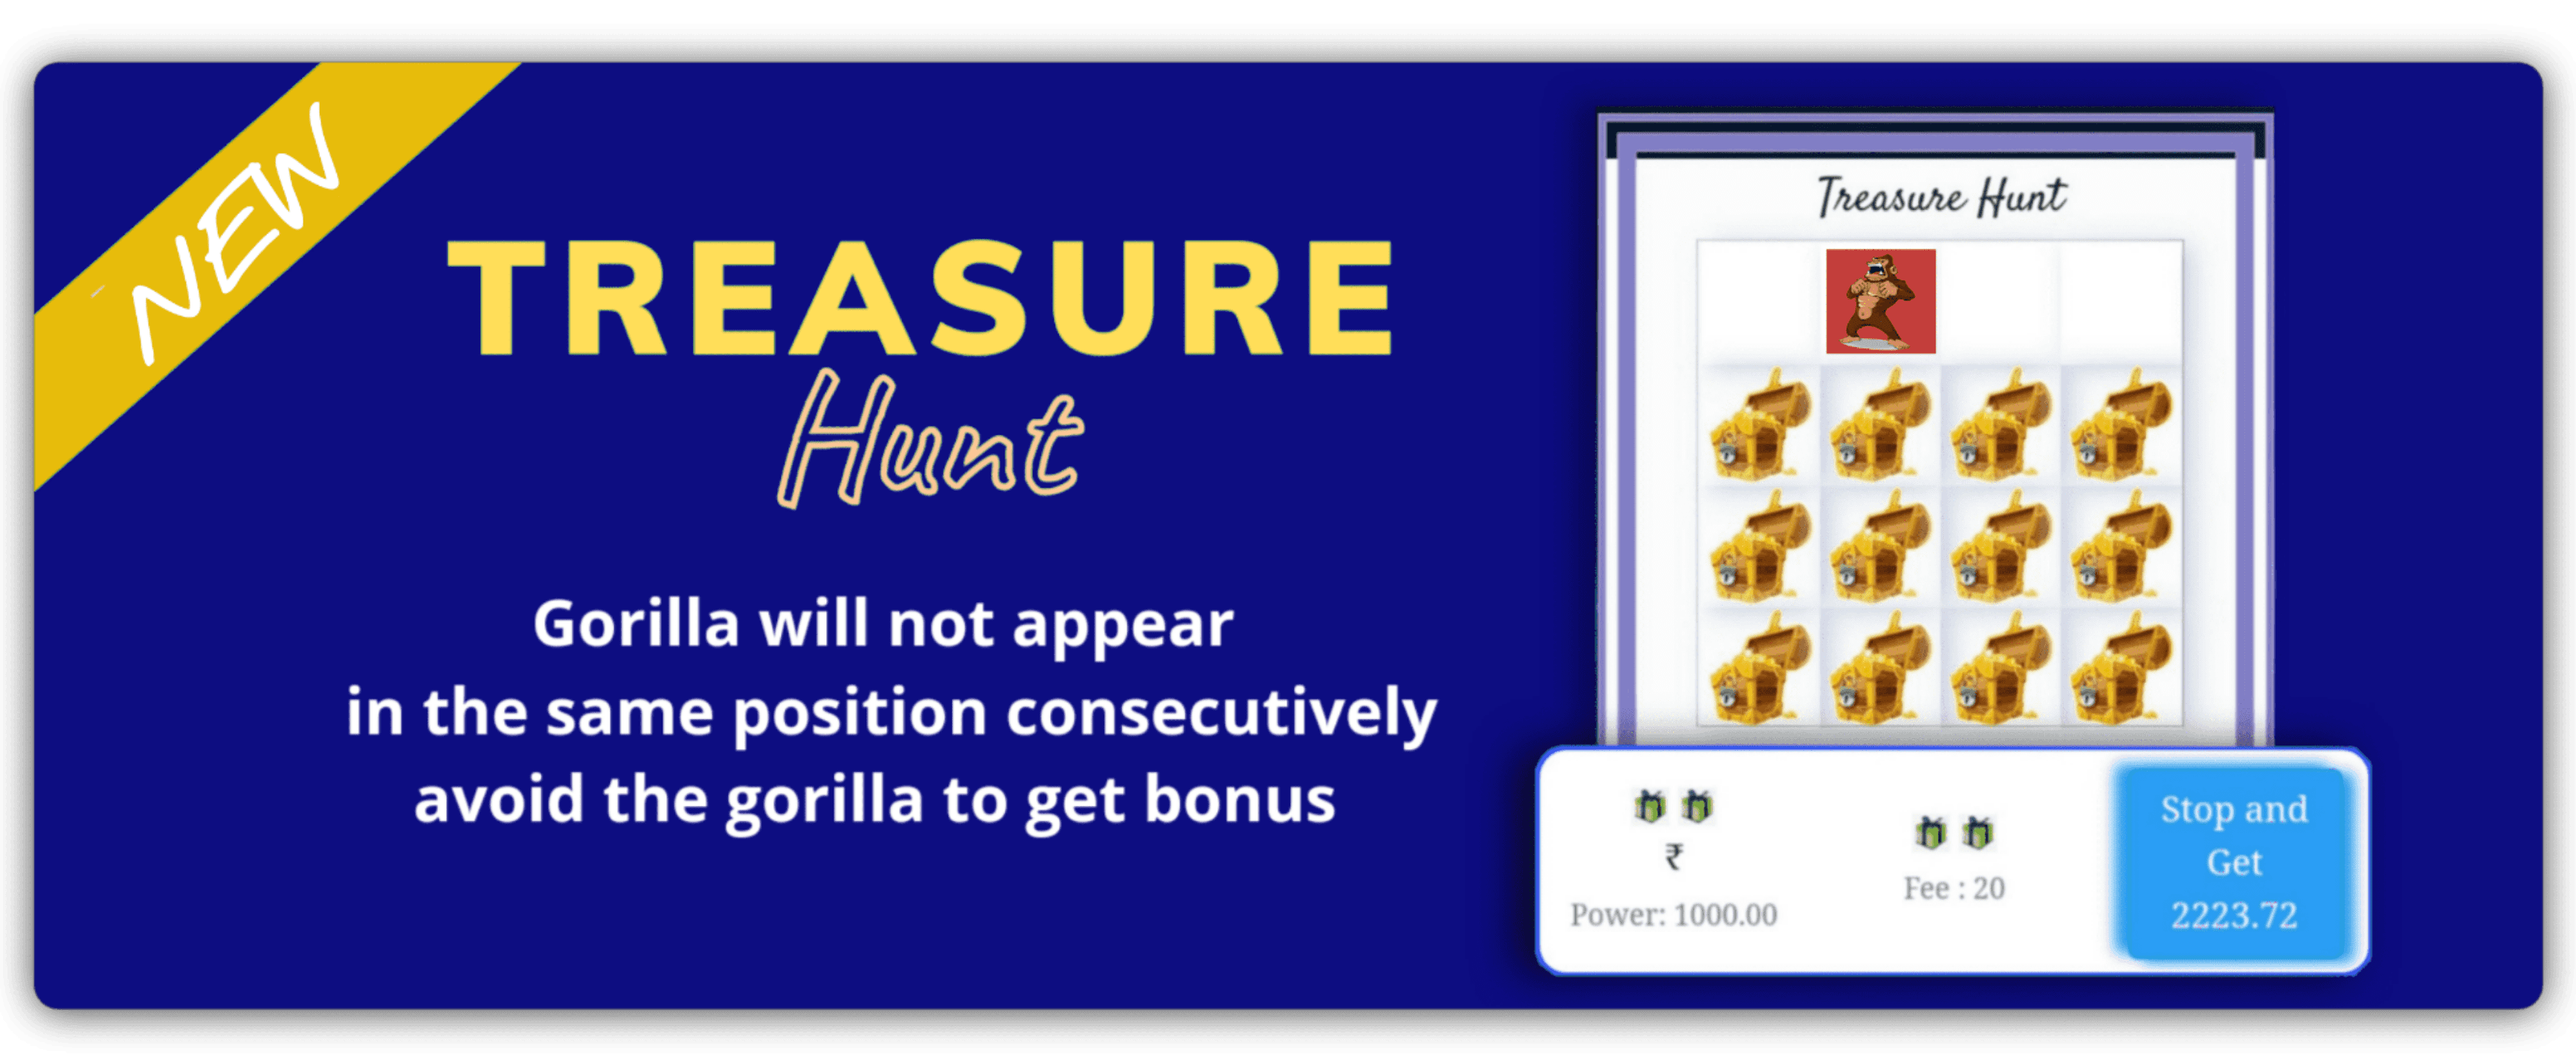 NEW
TREASURE
Hunt
Gorilla will not appear
in the same position consecutively
avoid the gorilla to get bonus
Treasure Hunt
₹
Power: 1000.00
Fee : 20
Stop and
Get
2223.72